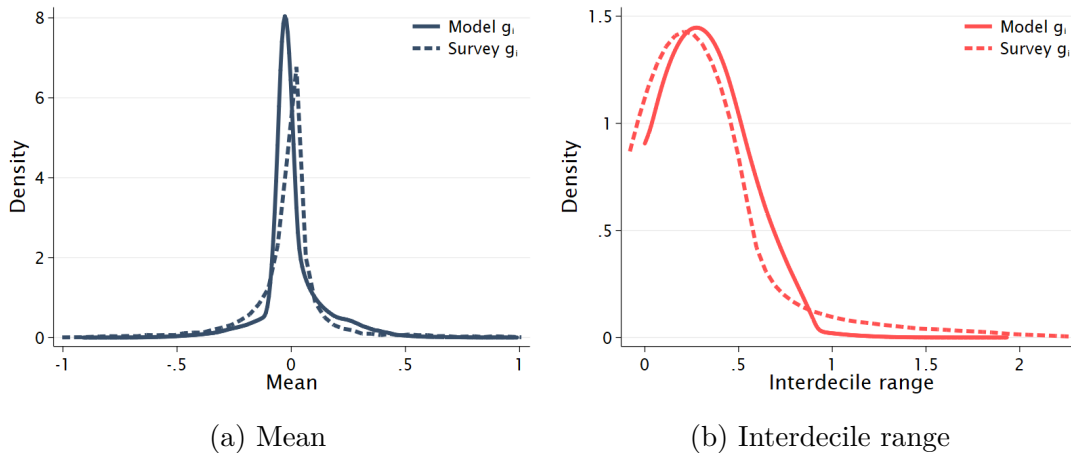 8
6
4
2
0
Density
-1
-.5
0
.5
1
Mean
Model gᵢ
Survey gᵢ
(a) Mean
1.5
1
.5
0
Density
0
.5
1
1.5
2
Interdecile range
Model gᵢ
Survey gᵢ
(b) Interdecile range